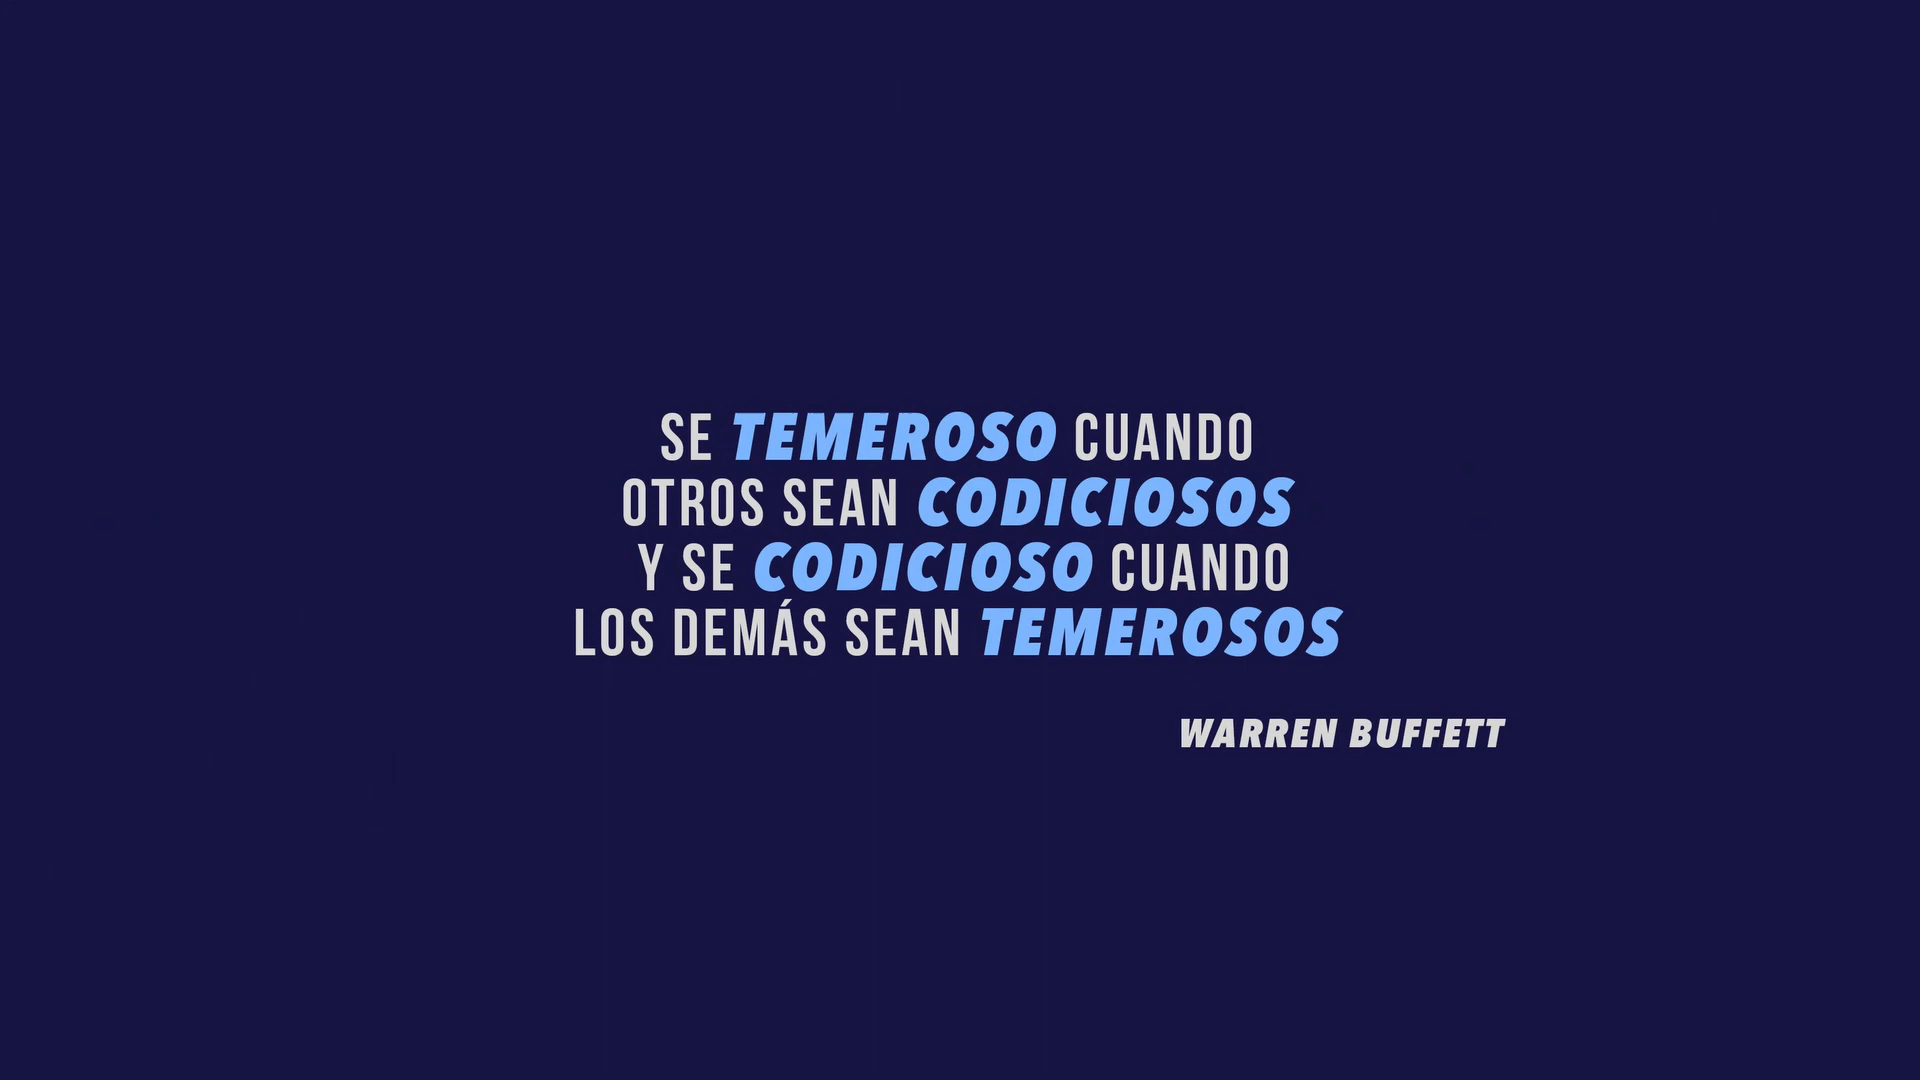 SE TEMEROSO CUANDO
OTROS SEAN CODICIOSOS
Y SE CODICIOSO CUANDO
LOS DEMÁS SEAN TEMEROSOS
WARREN BUFFETT